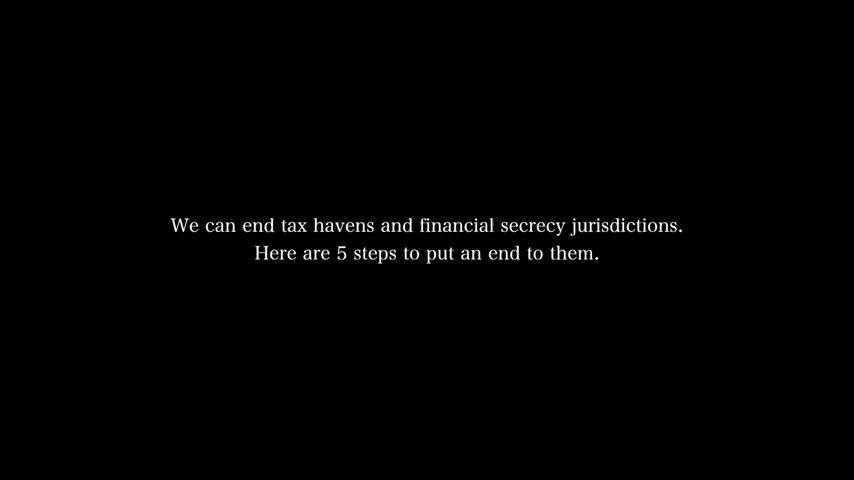 We can end tax havens and financial secrecy jurisdictions.
Here are 5 steps to put an end to them.